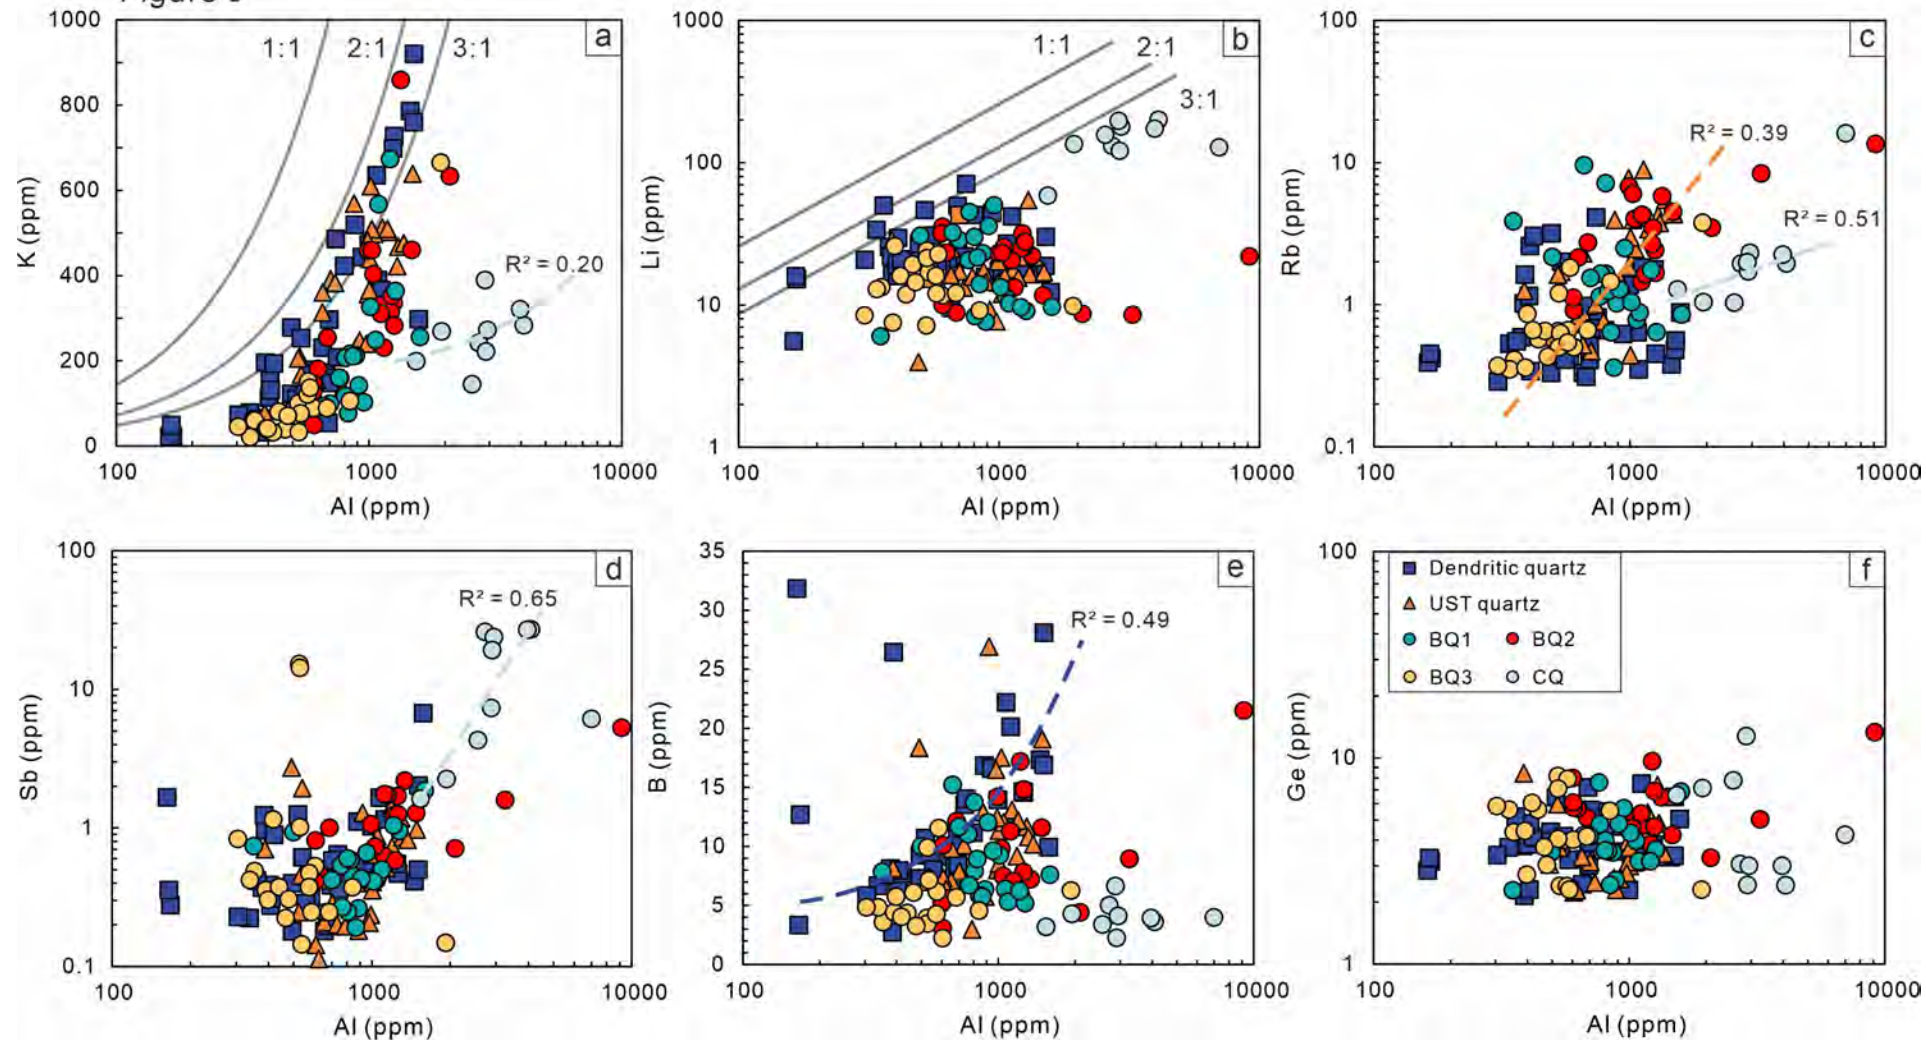 1000
800
600
400
200
0
K (ppm)
1:1
2:1
3:1
a
R² = 0.20
100
1000
10000
Al (ppm)
1000
100
10
1
Li (ppm)
1:1
2:1
3:1
b
100
1000
10000
Al (ppm)
100
10
1
0.1
Rb (ppm)
c
R² = 0.39
R² = 0.51
100
1000
10000
Al (ppm)
100
10
1
0.1
Sb (ppm)
d
R² = 0.65
100
1000
10000
Al (ppm)
35
30
25
20
15
10
5
0
B (ppm)
e
R² = 0.49
100
1000
10000
Al (ppm)
100
10
1
Ge (ppm)
f
Dendritic quartz
UST quartz
BQ1 BQ2
BQ3 CQ
100
1000
10000
Al (ppm)